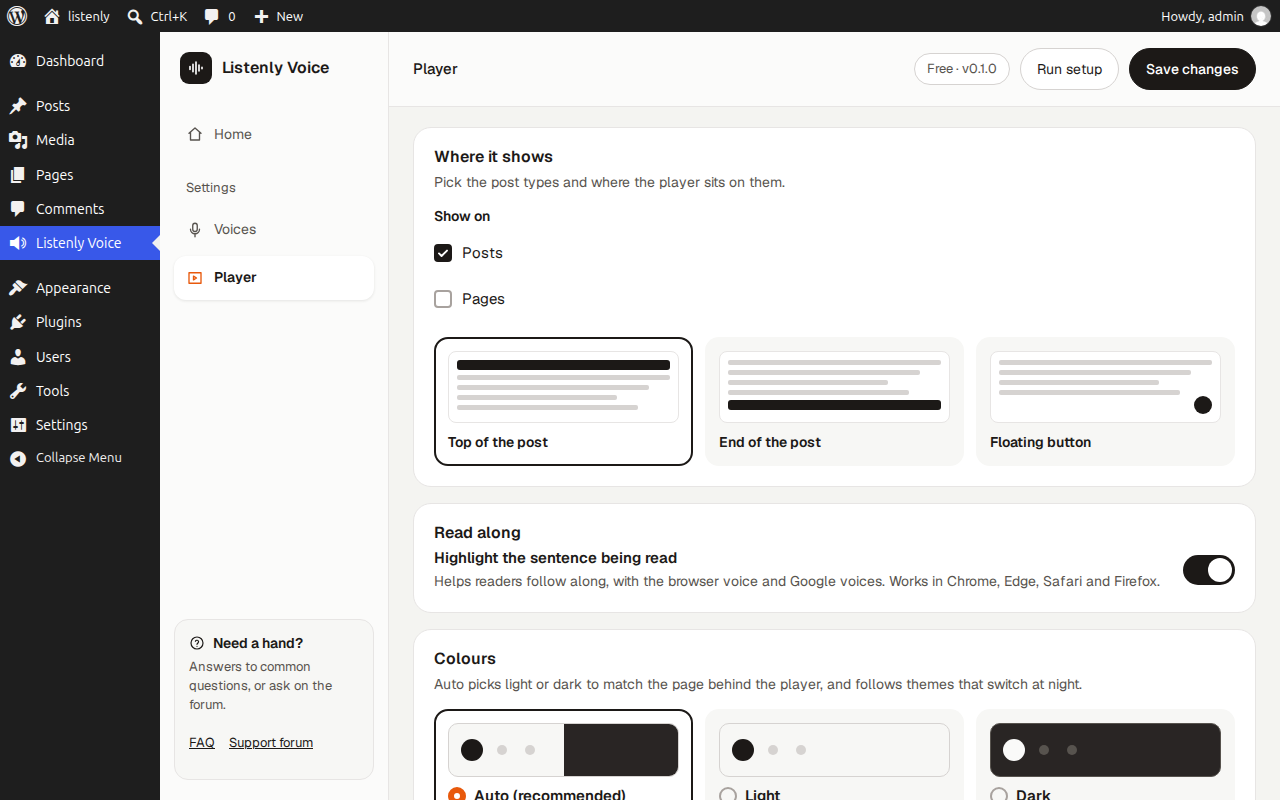 listenly
Ctrl+K
0
New
Howdy, admin
Dashboard
Posts
Media
Pages
Comments
Listenly Voice
Appearance
Plugins
Users
Tools
Settings
Collapse Menu
Listenly Voice
Home
Settings
Voices
Player
Need a hand?
Answers to common
questions, or ask on the
forum.
FAQ Support forum
Player
Free · v0.1.0
Run setup
Save changes
Where it shows
Pick the post types and where the player sits on them.
Show on
Posts
Pages
Top of the post
End of the post
Floating button
Read along
Highlight the sentence being read
Helps readers follow along, with the browser voice and Google voices. Works in Chrome, Edge, Safari and Firefox.
Colours
Auto picks light or dark to match the page behind the player, and follows themes that switch at night.
Auto (recommended)
Light
Dark